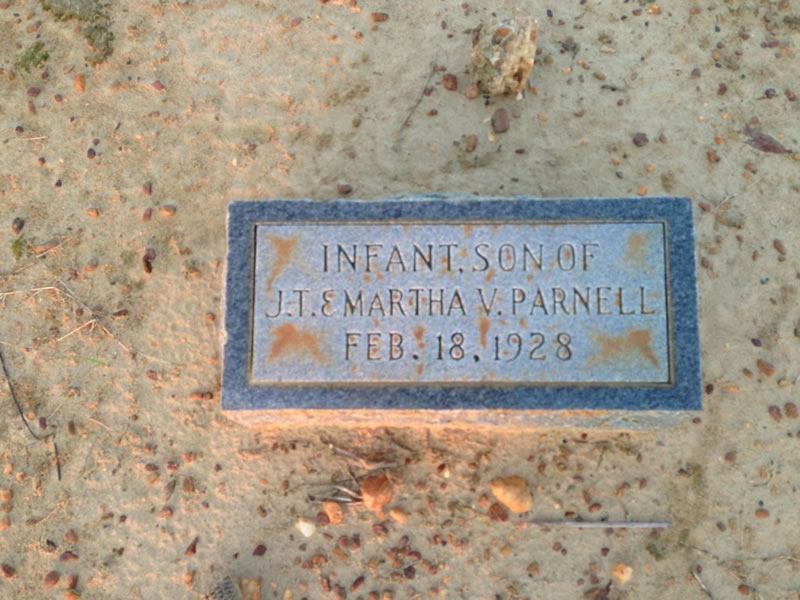 INFANT, SON OF
J.T. & MARTHA V. PARNELL
FEB. 18, 1928